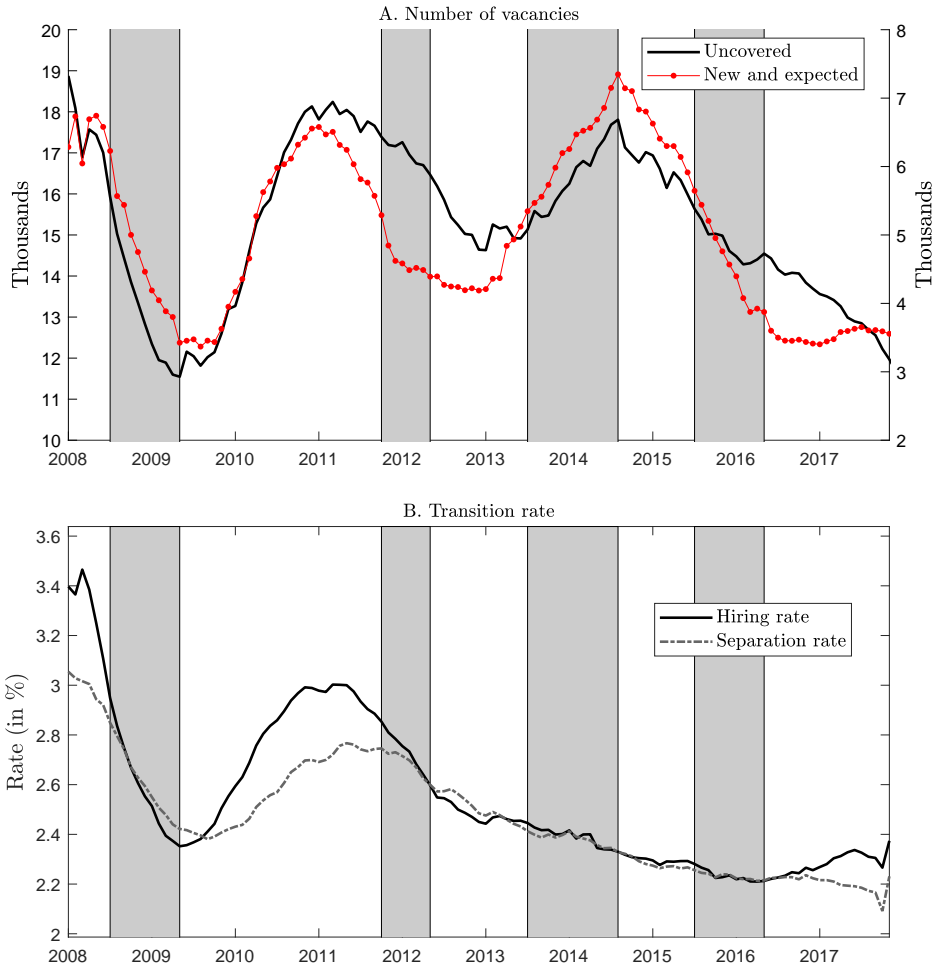 A. Number of vacancies
20
19
18
17
16
15
14
13
12
11
10
Thousands
8
7
6
5
4
3
2
Thousands
Uncovered
New and expected
2008 2009 2010 2011 2012 2013 2014 2015 2016 2017
B. Transition rate
3.6
3.4
3.2
3
2.8
2.6
2.4
2.2
2
Rate (in %)
Hiring rate
Separation rate
2008 2009 2010 2011 2012 2013 2014 2015 2016 2017